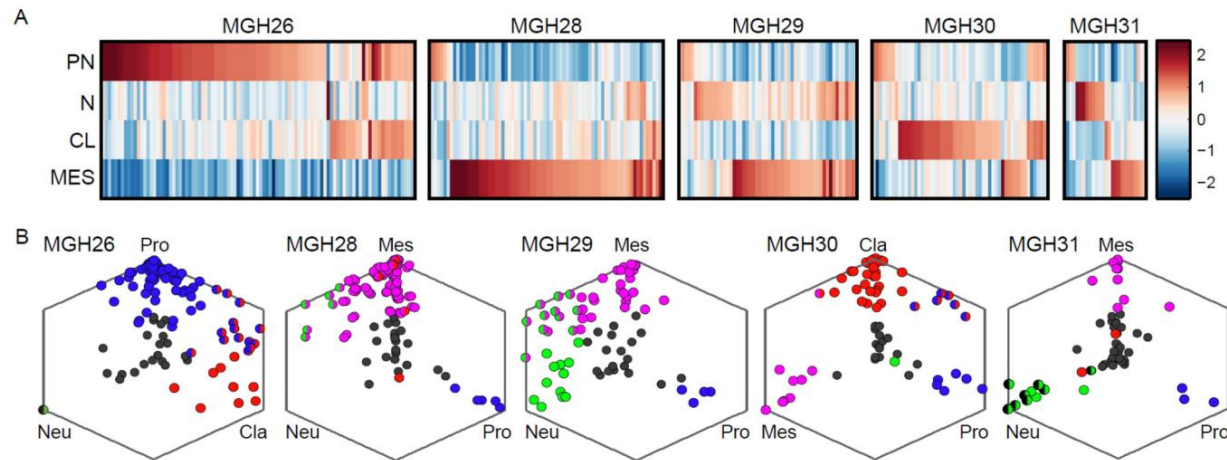 A
MGH26 MGH28 MGH29 MGH30 MGH31
PN
N
CL
MES
2
1
0
-1
-2
B
MGH26 Pro MGH28 Mes MGH29 Mes MGH30 Cla MGH31 Mes
Neu Cla Neu Pro Neu Pro Mes Pro Neu Pro